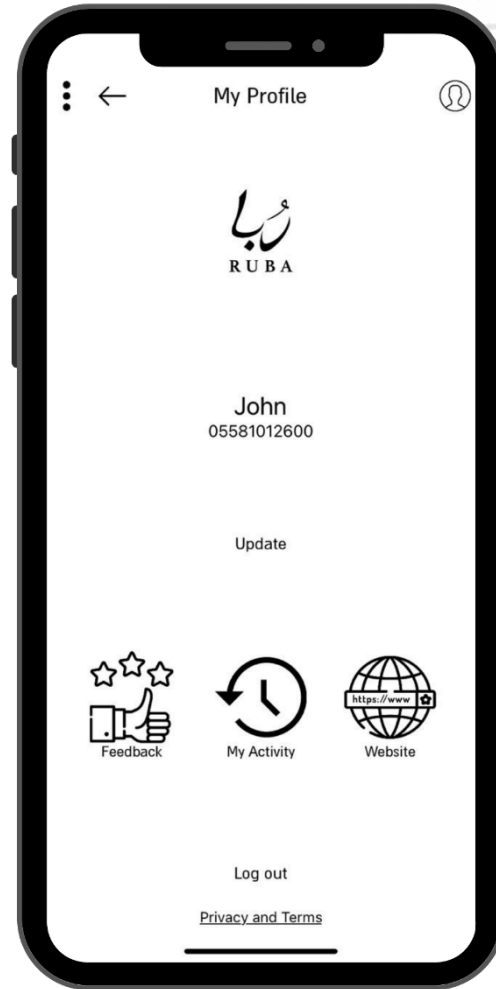 My Profile
رُبا
RUBA
John
05581012600
Update
https://www
Feedback
My Activity
Website
Log out
Privacy and Terms